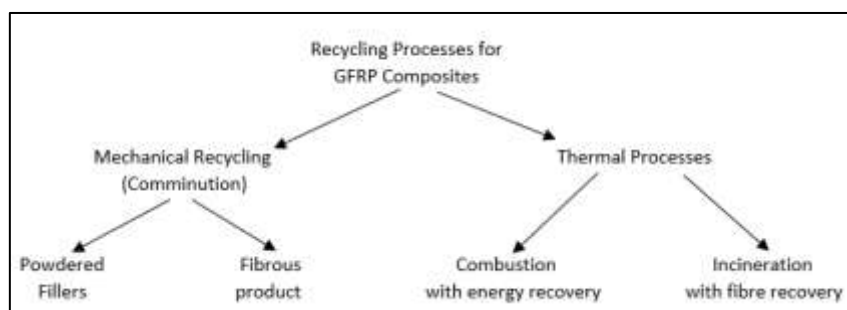 Recycling Processes for
GFRP Composites
Mechanical Recycling
(Comminution)
Thermal Processes
Powdered
Fillers
Fibrous
product
Combustion
with energy recovery
Incineration
with fibre recovery